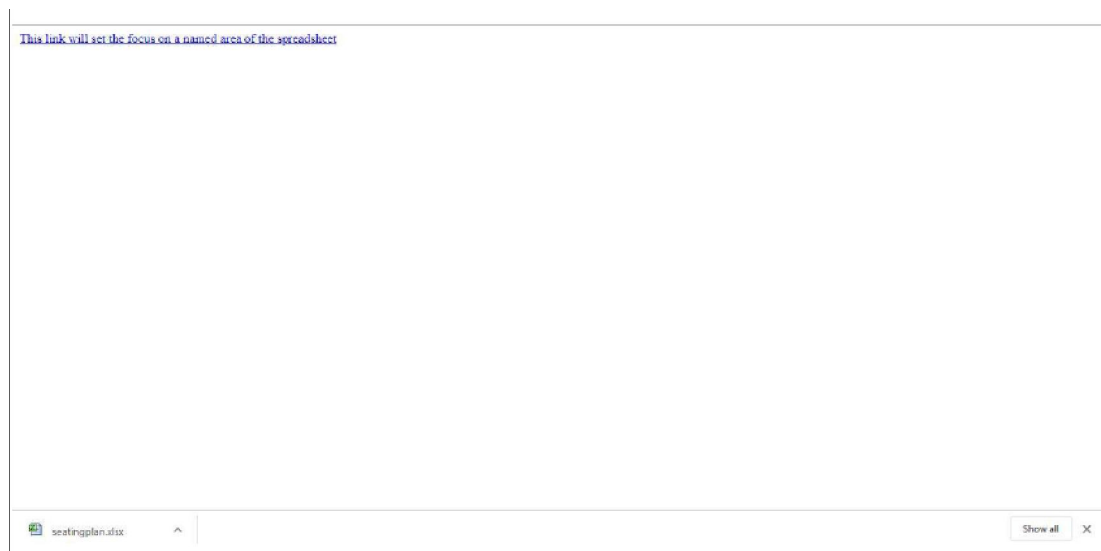 This link will set the focus on a named area of the spreadsheet
seatingplan.xlsx
Show all